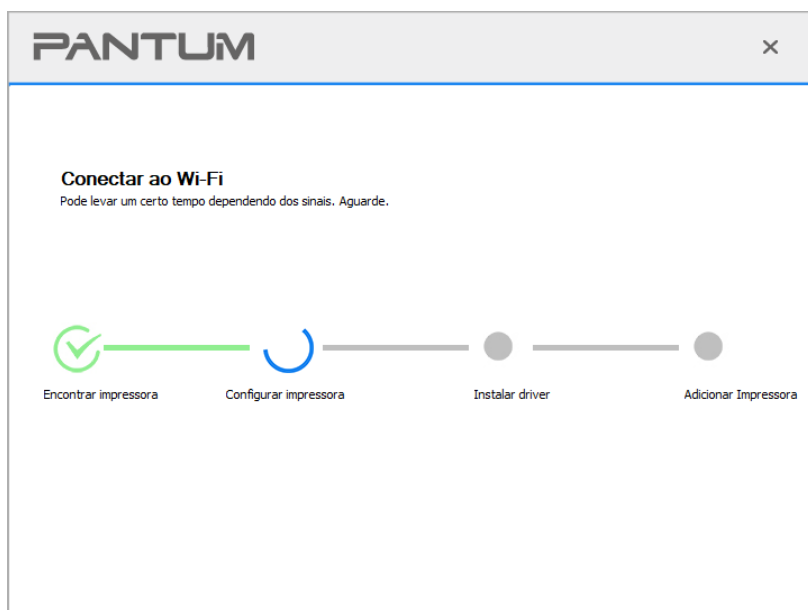 PANTUM
Conectar ao Wi-Fi
Pode levar um certo tempo dependendo dos sinais. Aguarde.
Encontrar impressora
Configurar impressora
Instalar driver
Adicionar Impressora